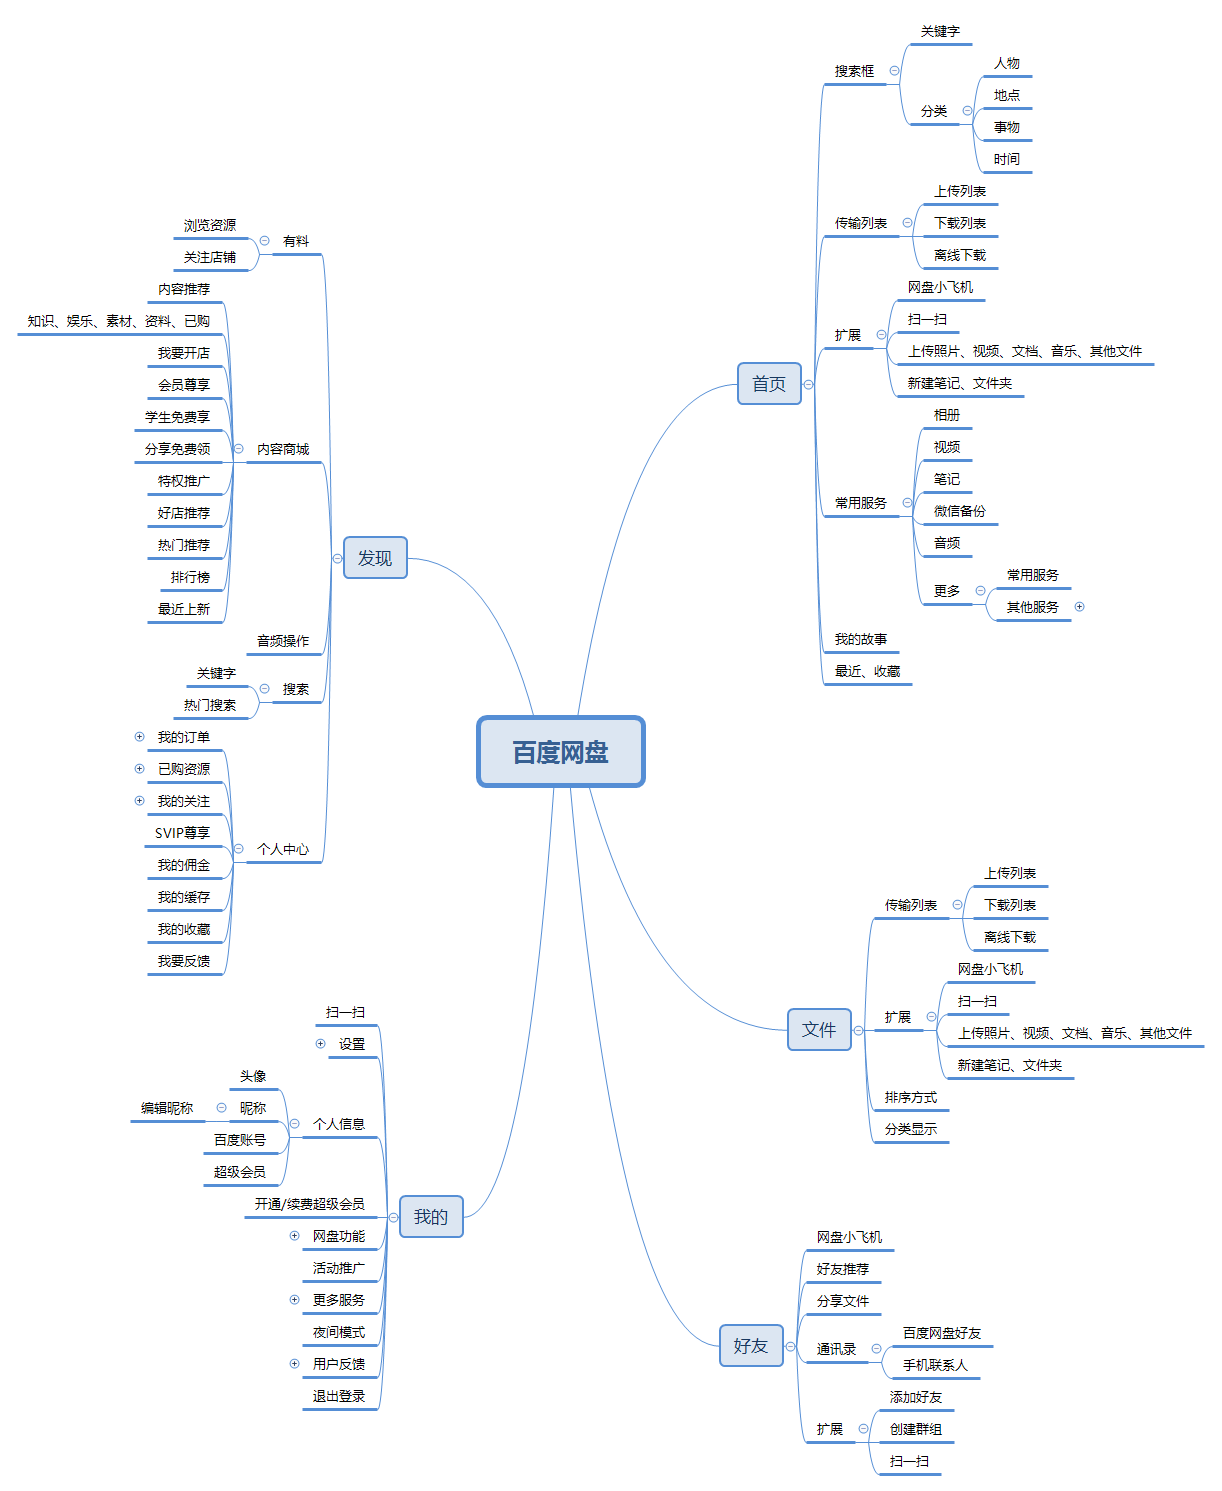 百度网盘
首页
搜索框
关键字
分类
人物
地点
事物
时间
传输列表
上传列表
下载列表
离线下载
扩展
网盘小飞机
扫一扫
上传照片、视频、文档、音乐、其他文件
新建笔记、文件夹
常用服务
相册
视频
笔记
微信备份
音频
更多
常用服务
其他服务
我的故事
最近、收藏
文件
传输列表
上传列表
下载列表
离线下载
扩展
网盘小飞机
扫一扫
上传照片、视频、文档、音乐、其他文件
新建笔记、文件夹
排序方式
分类显示
好友
网盘小飞机
好友推荐
分享文件
通讯录
百度网盘好友
手机联系人
扩展
添加好友
创建群组
扫一扫
发现
有料
浏览资源
关注店铺
内容商城
内容推荐
知识、娱乐、素材、资料、已购
我要开店
会员尊享
学生免费享
分享免费领
特权推广
好店推荐
热门推荐
排行榜
最近上新
音频操作
搜索
关键字
热门搜索
个人中心
我的订单
已购资源
我的关注
SVIP尊享
我的佣金
我的缓存
我的收藏
我要反馈
我的
扫一扫
设置
个人信息
头像
昵称
编辑昵称
百度账号
超级会员
开通/续费超级会员
网盘功能
活动推广
更多服务
夜间模式
用户反馈
退出登录